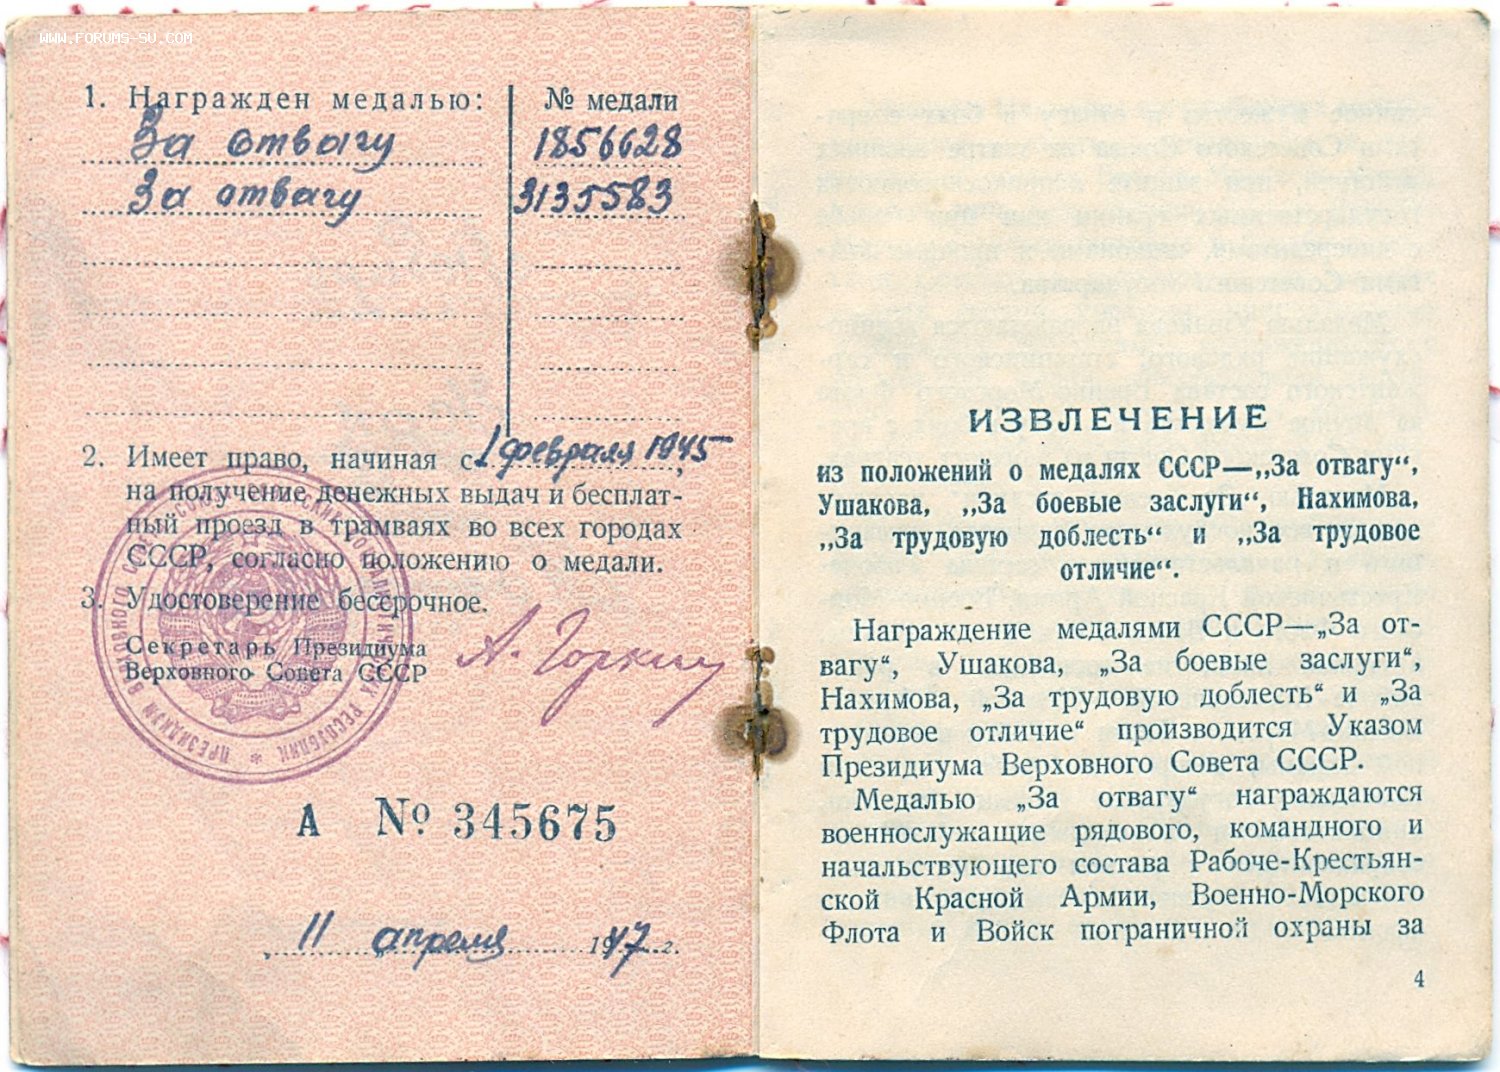 WWW.FORUMS-SU.COM
1. Награжден медалью: № медали
За отвагу 1856628
За отвагу 3135583
2. Имеет право, начиная с 1 февраля 1945,
на получение денежных выдач и бесплат-
ный проезд в трамваях во всех городах
СССР, согласно положению о медали.
3. Удостоверение бессрочное.
Секретарь Президиума
Верховного Совета СССР
А. Горкин
А № 345675
„11 апреля 1947 г.
ИЗВЛЕЧЕНИЕ
из положений о медалях СССР—„За отвагу“,
Ушакова, „За боевые заслуги“, Нахимова,
„За трудовую доблесть“ и „За трудовое
отличие“.
Награждение медалями СССР—„За от-
вагу“, Ушакова, „За боевые заслуги“,
Нахимова, „За трудовую доблесть“ и „За
трудовое отличие“ производится Указом
Президиума Верховного Совета СССР.
Медалью „За отвагу“ награждаются
военнослужащие рядового, командного и
начальствующего состава Рабоче-Крестьян-
ской Красной Армии, Военно-Морского
Флота и Войск пограничной охраны за
4